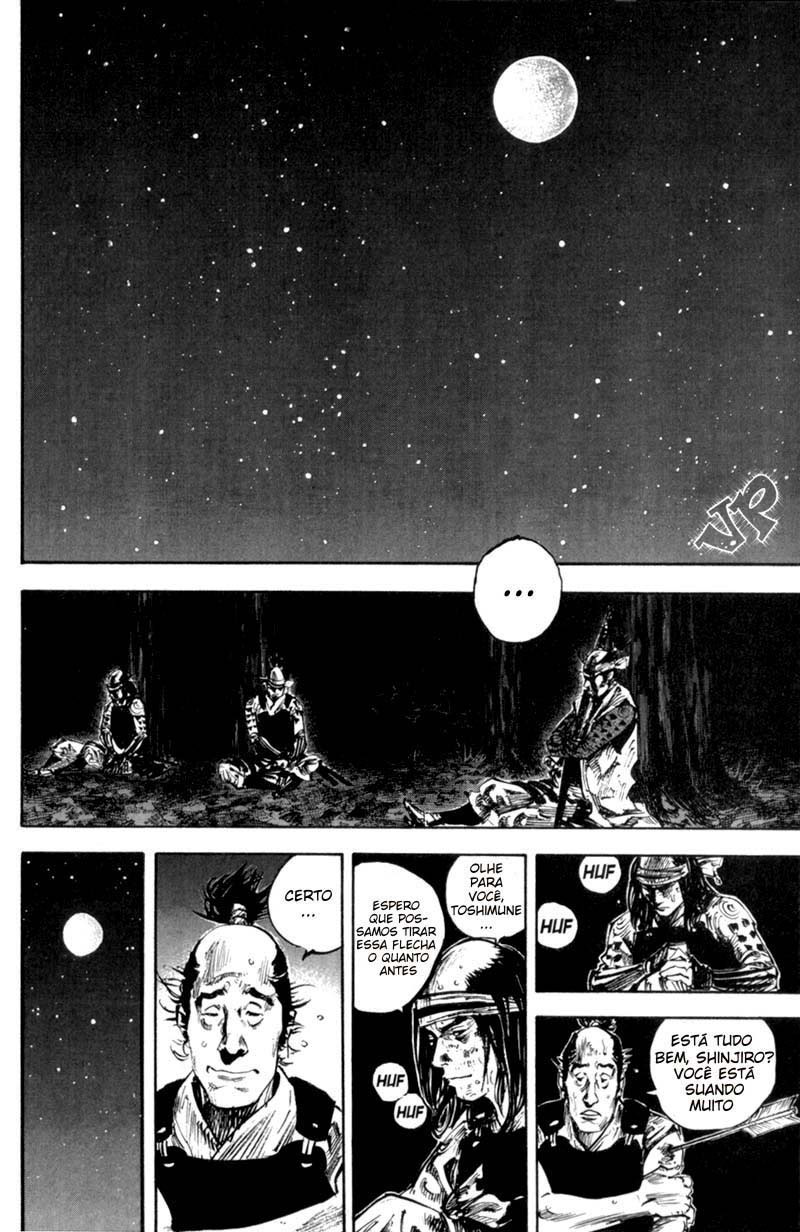 JP
...
HUF
HUF
ESTÁ TUDO
BEM, SHINJIRO?
VOCÊ ESTÁ
SUANDO
MUITO
OLHE
PARA
VOCÊ,
TOSHIMUNE
...
ESPERO
QUE POS-
SAMOS TIRAR
ESSA FLECHA
O QUANTO
ANTES
HUF
HUF
CERTO
...